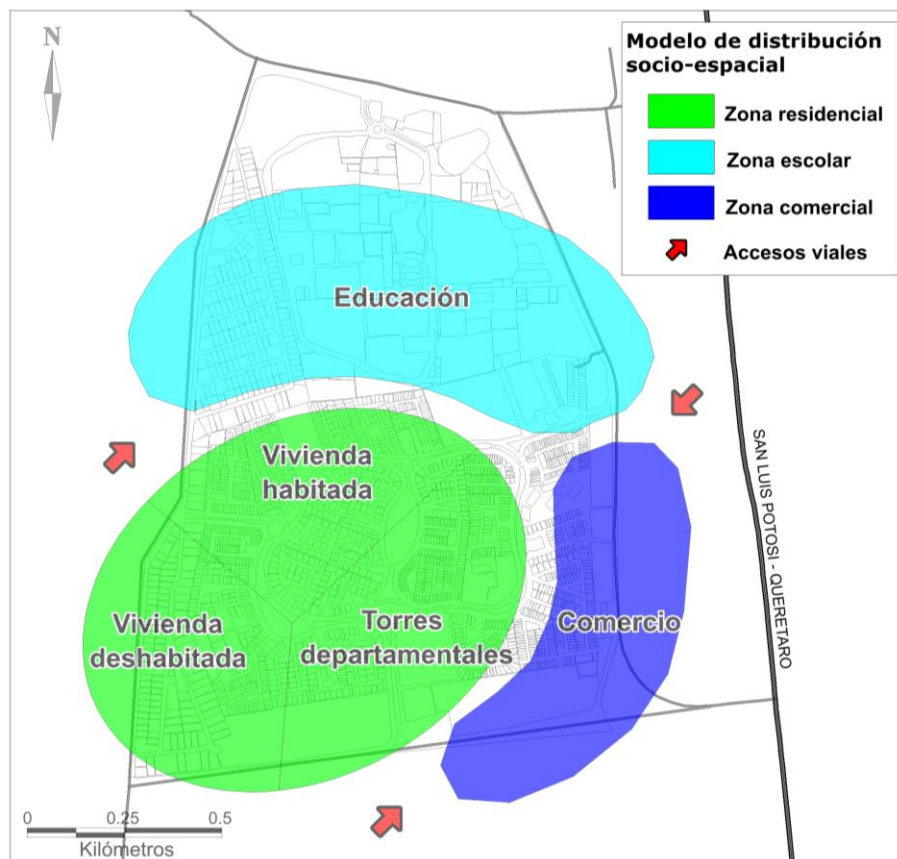 N
Modelo de distribución
socio-espacial
Zona residencial
Zona escolar
Zona comercial
Accesos viales
Educación
Vivienda
habitada
Vivienda
deshabitada
Torres
departamentales
Comercio
SAN LUIS POTOSI - QUERETARO
0 0.25 0.5
Kilómetros